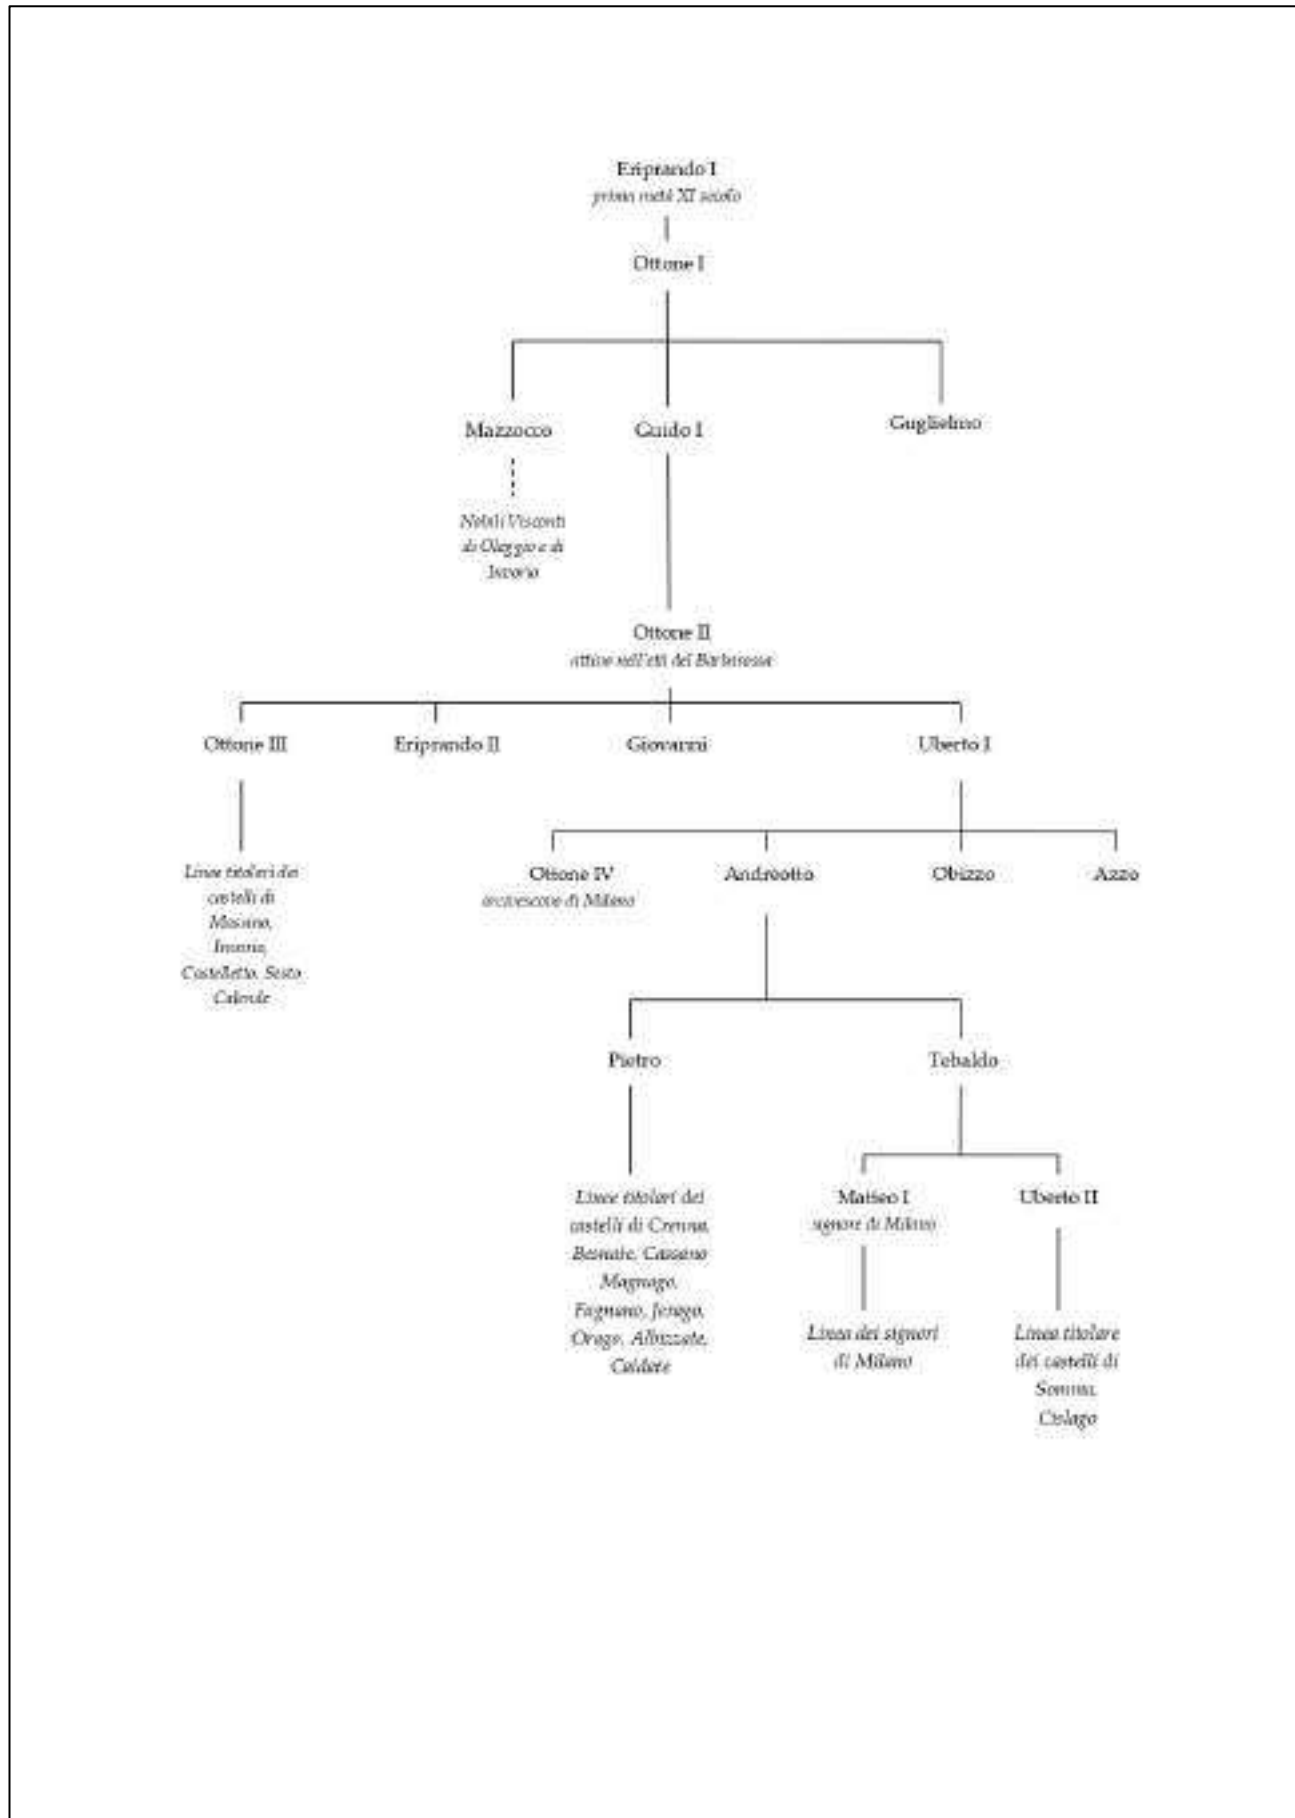 Eriprando I
prima metà XI secolo
Ottone I
Mazzocco
Guido I
Guglielmo
Nobili Visconti
di Oleggio e di
Invorio
Ottone II
attivo nell'età del Barbarossa
Ottone III
Eriprando II
Giovanni
Uberto I
Linee titolari dei
castelli di
Massino,
Invorio,
Castelletto, Sesto
Calende
Ottone IV
arcivescovo di Milano
Andreotto
Obizzo
Azzo
Pietro
Tebaldo
Linee titolari dei
castelli di Crenna,
Besnate, Cassano
Magnago,
Fagnano, Jerago,
Orago, Albizzate,
Caidate
Matteo I
signore di Milano
Uberto II
Linea dei signori
di Milano
Linea titolare
dei castelli di
Somma,
Cislago